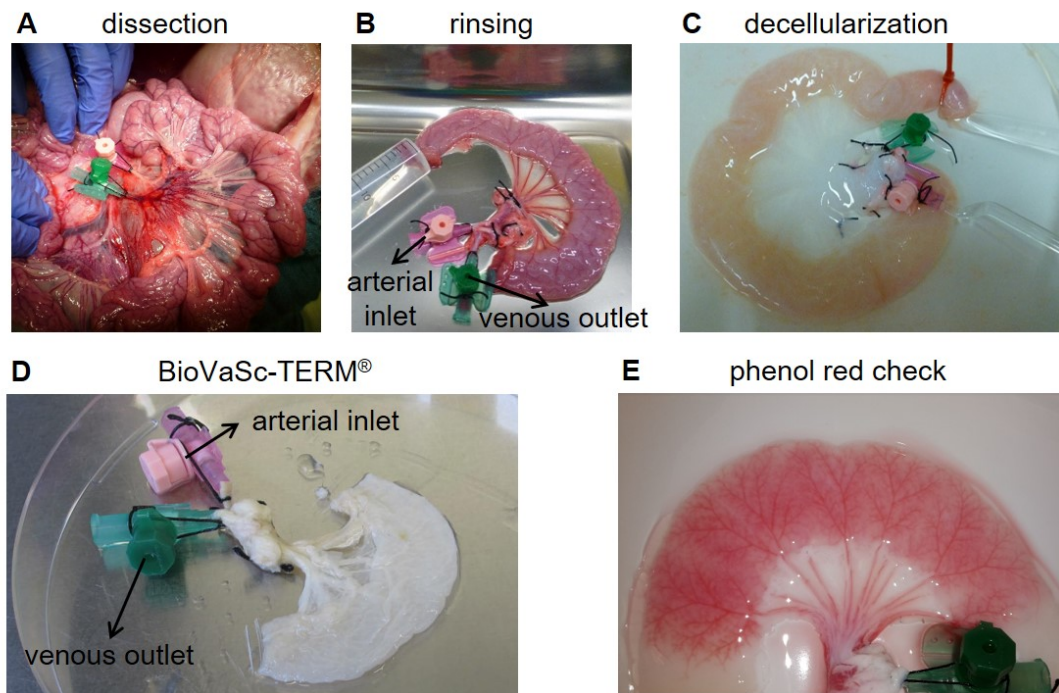 A dissection
B rinsing
C decellularization
arterial
inlet
venous outlet
D BioVaSc-TERM®
E phenol red check
arterial inlet
venous outlet